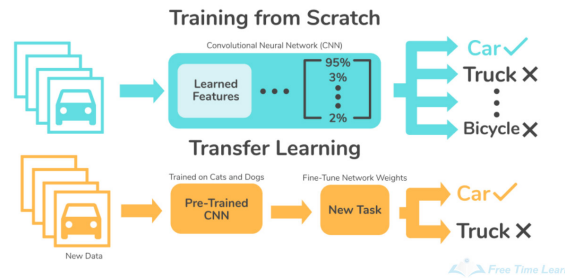 Training from Scratch
Convolutional Neural Network (CNN)
Learned
Features
95%
3%
2%
Car
Truck
Bicycle
Transfer Learning
Trained on Cats and Dogs
Fine-Tune Network Weights
Pre-Trained
CNN
New Task
Car
Truck
New Data
Free Time Lear